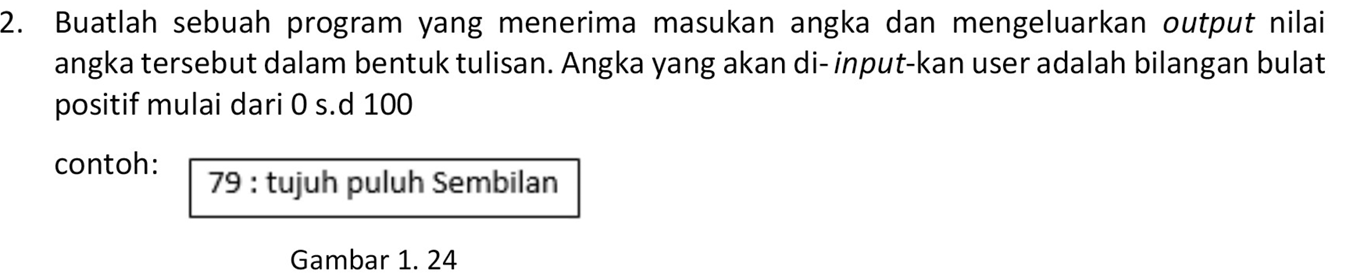 2. Buatlah sebuah program yang menerima masukan angka dan mengeluarkan output nilai
angka tersebut dalam bentuk tulisan. Angka yang akan di-input-kan user adalah bilangan bulat
positif mulai dari 0 s.d 100
contoh:
79 : tujuh puluh Sembilan
Gambar 1. 24